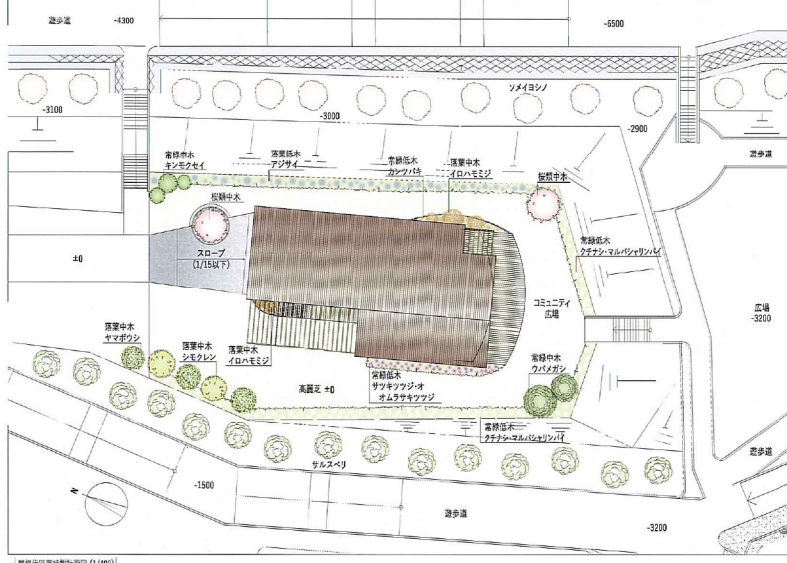 遊歩道
-4300
-6500
ソメイヨシノ
-3100
-3000
-2900
遊歩道
常緑中木
キンモクセイ
落葉低木
アジサイ
常緑低木
カンツバキ
落葉中木
イロハモミジ
桜類中木
桜類中木
常緑低木
クチナシ・マルバシャリンバイ
±0
スロープ
(1/15以下)
コミュニティ
広場
広場
-3200
落葉中木
ヤマボウシ
落葉中木
シモクレン
落葉中木
イロハモミジ
高麗芝 ±0
常緑低木
サツキツツジ・オ
オムラサキツツジ
常緑中木
ウバメガシ
常緑低木
クチナシ・マルバシャリンバイ
サルスベリ
遊歩道
-1500
N
遊歩道
-3200